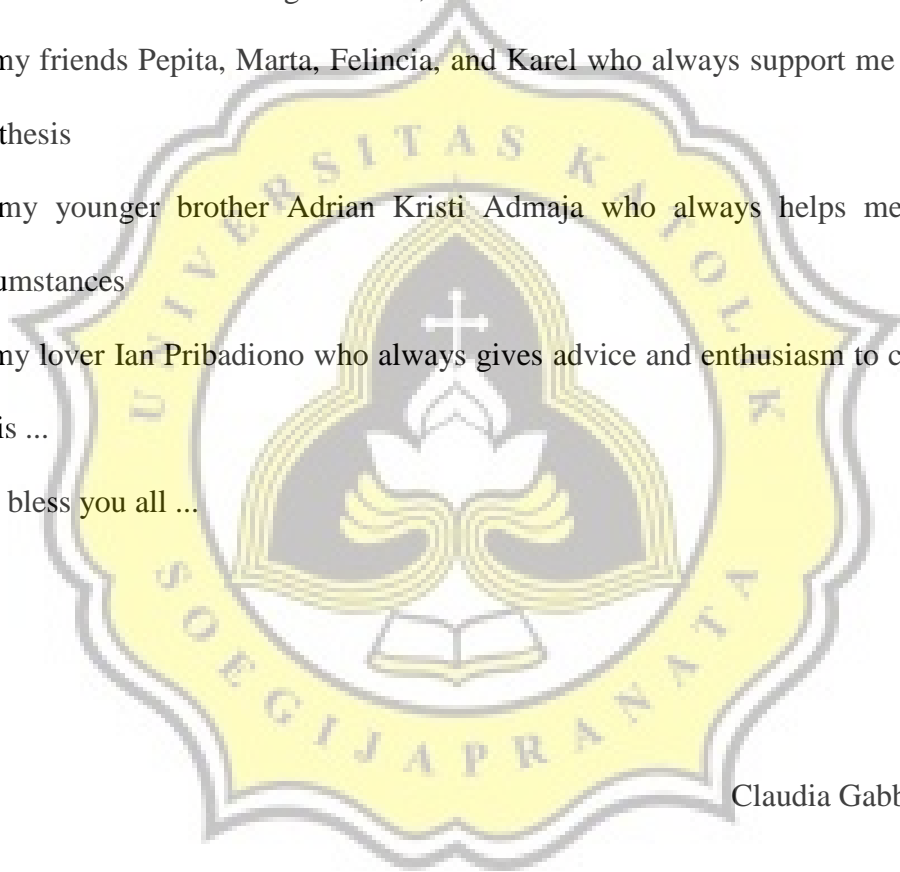 my friends Pepita, Marta, Felincia, and Karel who always support me
thesis
my younger brother Adrian Kristi Admaja who always helps me
umstances
my lover Ian Pribadiono who always gives advice and enthusiasm to c
is ...
bless you all ...
UNIVERSITAS KATOLIK
SOEGIJAPRANATA
Claudia Gabb